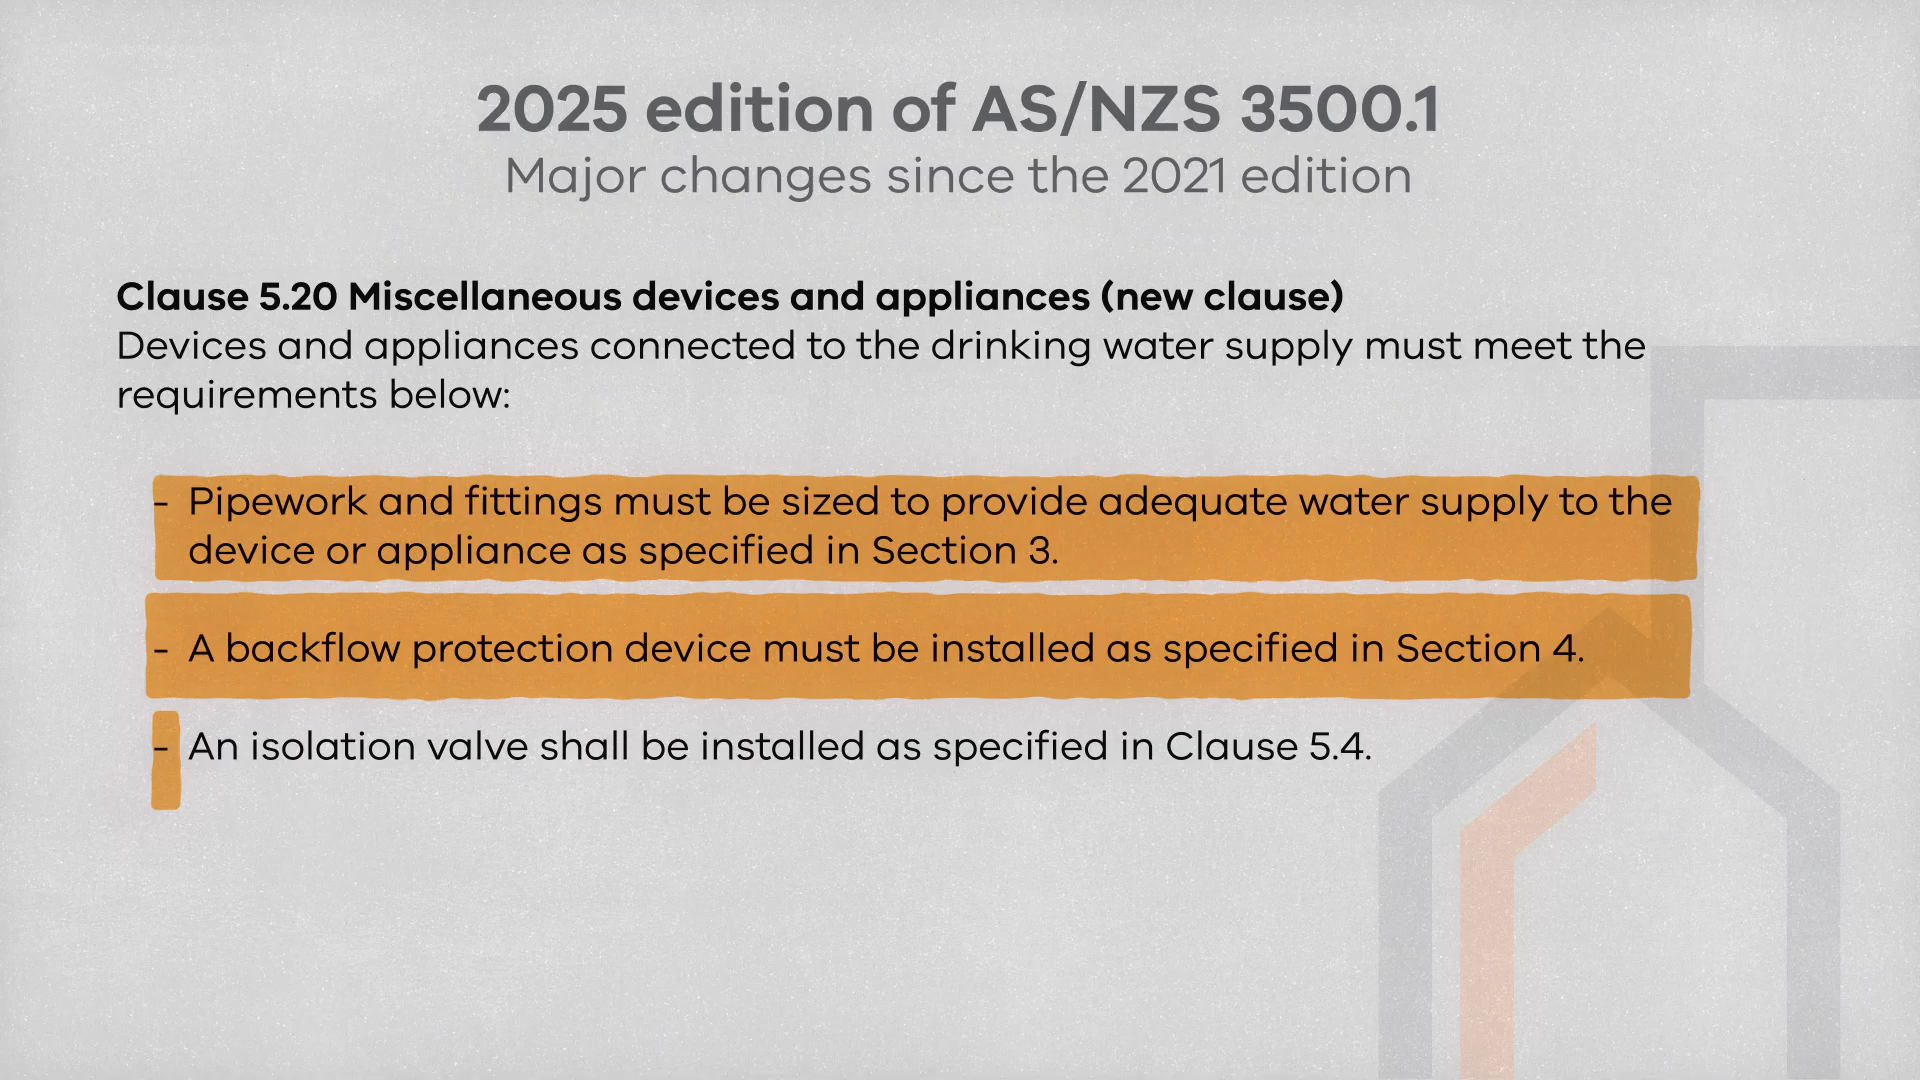 2025 edition of AS/NZS 3500.1
Major changes since the 2021 edition
Clause 5.20 Miscellaneous devices and appliances (new clause)
Devices and appliances connected to the drinking water supply must meet the
requirements below:
- Pipework and fittings must be sized to provide adequate water supply to the
device or appliance as specified in Section 3.
- A backflow protection device must be installed as specified in Section 4.
- An isolation valve shall be installed as specified in Clause 5.4.